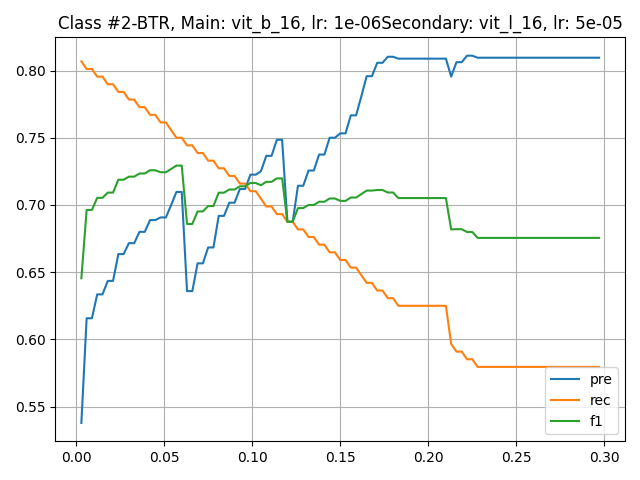 Class #2-BTR, Main: vit_b_16, lr: 1e-06Secondary: vit_l_16, lr: 5e-05
0.80
0.75
0.70
0.65
0.60
0.55
0.00 0.05 0.10 0.15 0.20 0.25 0.30
pre
rec
f1